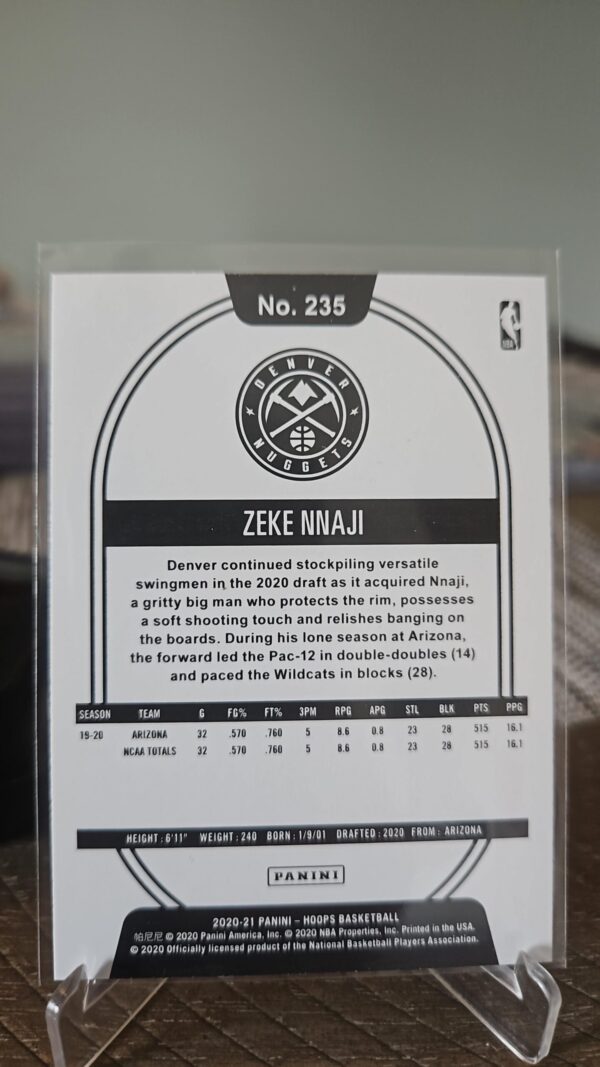 No. 235
NBA
DENVER
NUGGETS
ZEKE NNAJI
Denver continued stockpiling versatile
swingmen in the 2020 draft as it acquired Nnaji,
a gritty big man who protects the rim, possesses
a soft shooting touch and relishes banging on
the boards. During his lone season at Arizona,
the forward led the Pac-12 in double-doubles (14)
and paced the Wildcats in blocks (28).
SEASON TEAM G FG% FT% 3PM RPG APG STL BLK PTS PPG
19-20 ARIZONA 32 .570 .760 5 8.6 0.8 23 28 515 16.1
NCAA TOTALS 32 .570 .760 5 8.6 0.8 23 28 515 16.1
HEIGHT: 6'11" WEIGHT: 240 BORN: 1/9/01 DRAFTED: 2020 FROM: ARIZONA
PANINI
2020-21 PANINI – HOOPS BASKETBALL
帕尼尼 © 2020 Panini America, Inc. © 2020 NBA Properties, Inc. Printed in the USA.
© 2020 Officially licensed product of the National Basketball Players Association.